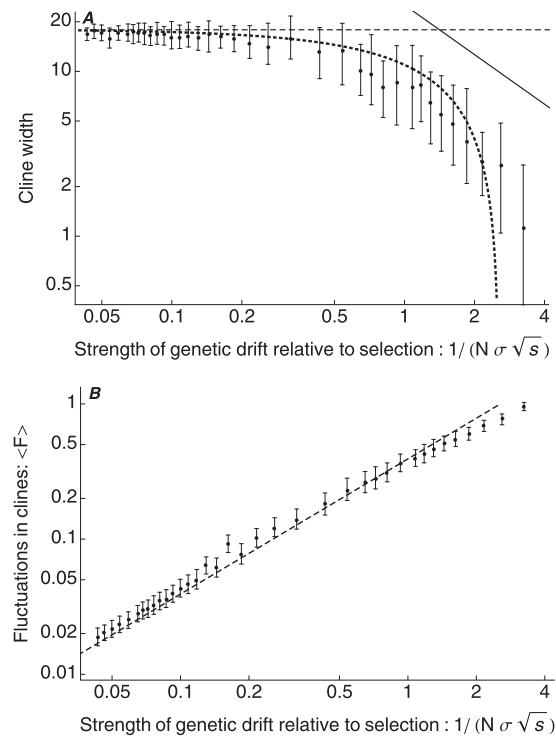 A
20
10
5
2
1
0.5
Cline width
0.05 0.1 0.2 0.5 1 2 4
Strength of genetic drift relative to selection : 1/ (N σ √s )
B
1
0.5
0.2
0.1
0.05
0.02
0.01
Fluctuations in clines: <F>
0.05 0.1 0.2 0.5 1 2 4
Strength of genetic drift relative to selection : 1/ (N σ √s )